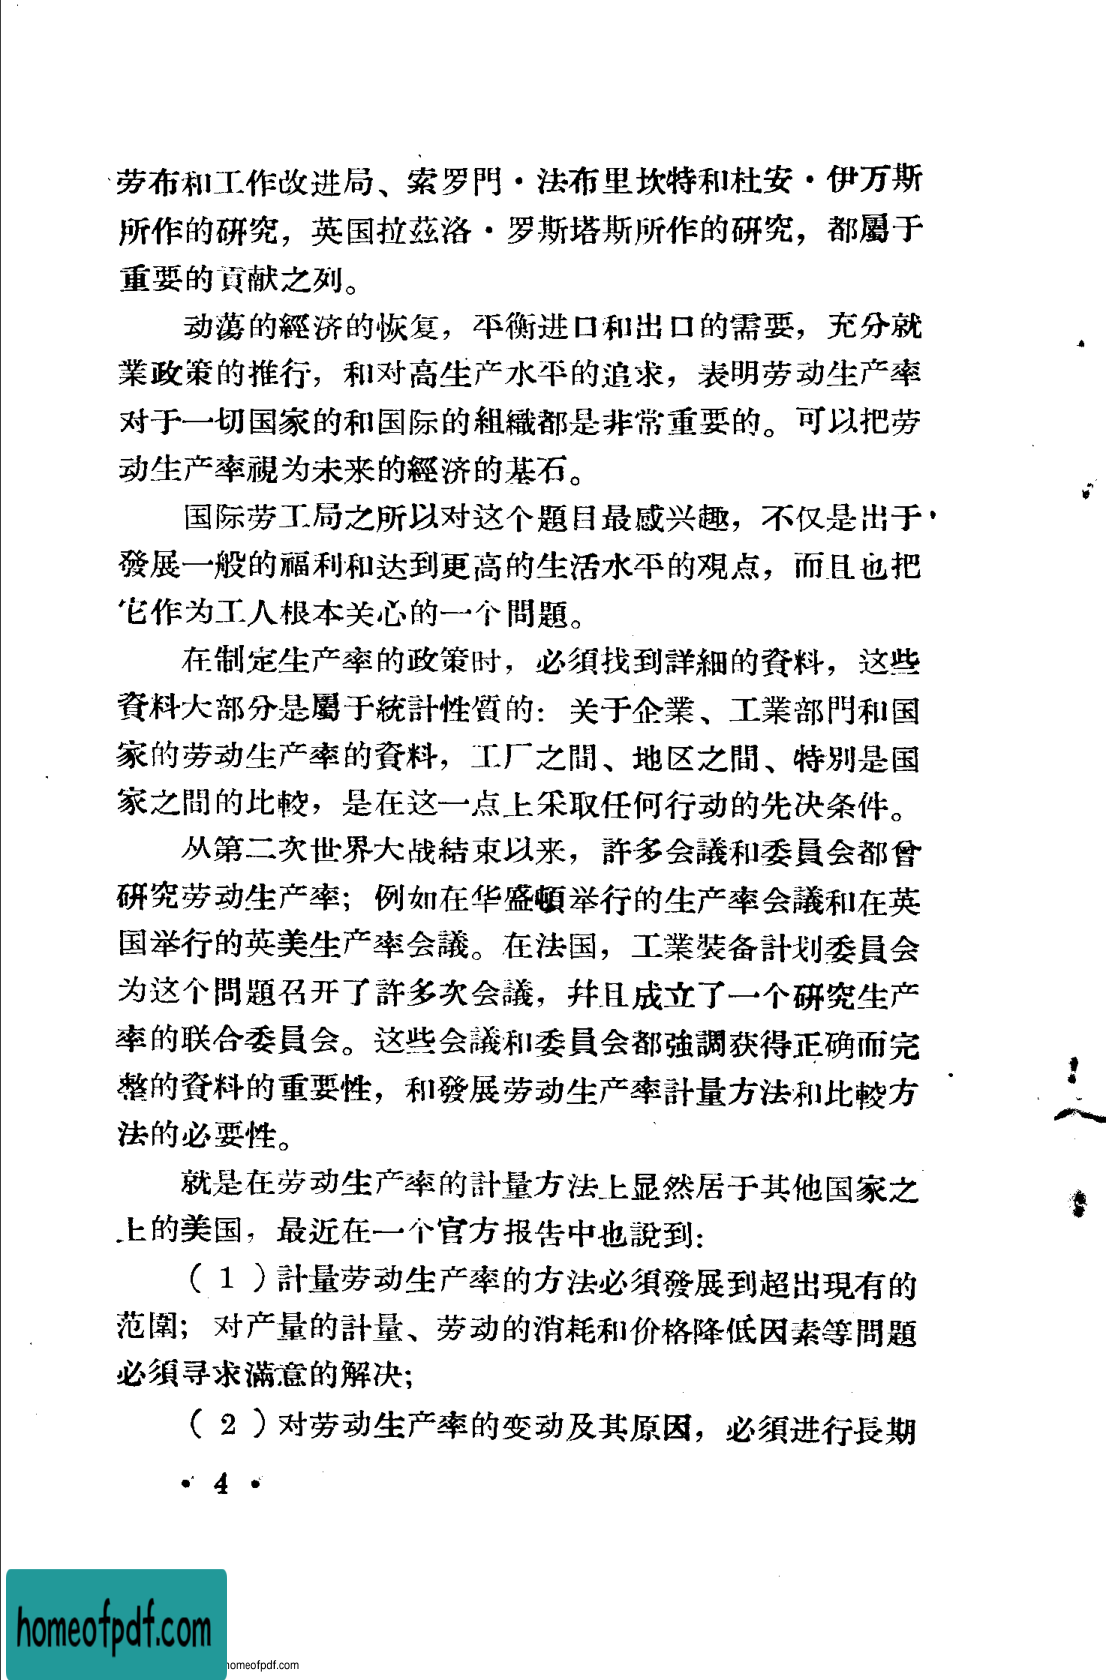 劳布和工作改进局、索罗門·法布里坎特和杜安·伊万斯
所作的研究，英国拉茲洛·罗斯塔斯所作的研究，都屬于
重要的貢献之列。
动蕩的經济的恢复，平衡进口和出口的需要，充分就
業政策的推行，和对高生产水平的追求，表明劳动生产率
对于一切国家的和国际的組織都是非常重要的。可以把劳
动生产率視为未来的經济的基石。
国际劳工局之所以对这个題目最感兴趣，不仅是出于
發展一般的福利和达到更高的生活水平的观点，而且也把
它作为工人根本关心的一个問題。
在制定生产率的政策时，必須找到詳細的資料，这些
資料大部分是屬于統計性質的：关于企業、工業部門和国
家的劳动生产率的資料，工厂之間、地区之間、特別是国
家之間的比較，是在这一点上采取任何行动的先决条件。
从第二次世界大战結束以来，許多会議和委員会都曾
研究劳动生产率；例如在华盛頓举行的生产率会議和在英
国举行的英美生产率会議。在法国，工業裝备計划委員会
为这个問題召开了許多次会議，幷且成立了一个研究生产
率的联合委員会。这些会議和委員会都強調获得正确而完
整的資料的重要性，和發展劳动生产率計量方法和比較方
法的必要性。
就是在劳动生产率的計量方法上显然居于其他国家之
上的美国，最近在一个官方报告中也說到：
（1）計量劳动生产率的方法必須發展到超出現有的
范圍；对产量的計量、劳动的消耗和价格降低因素等問題
必須寻求滿意的解决；
（2）对劳动生产率的变动及其原因，必須进行長期
· 4 ·
homeofpdf.com
homeofpdf.com